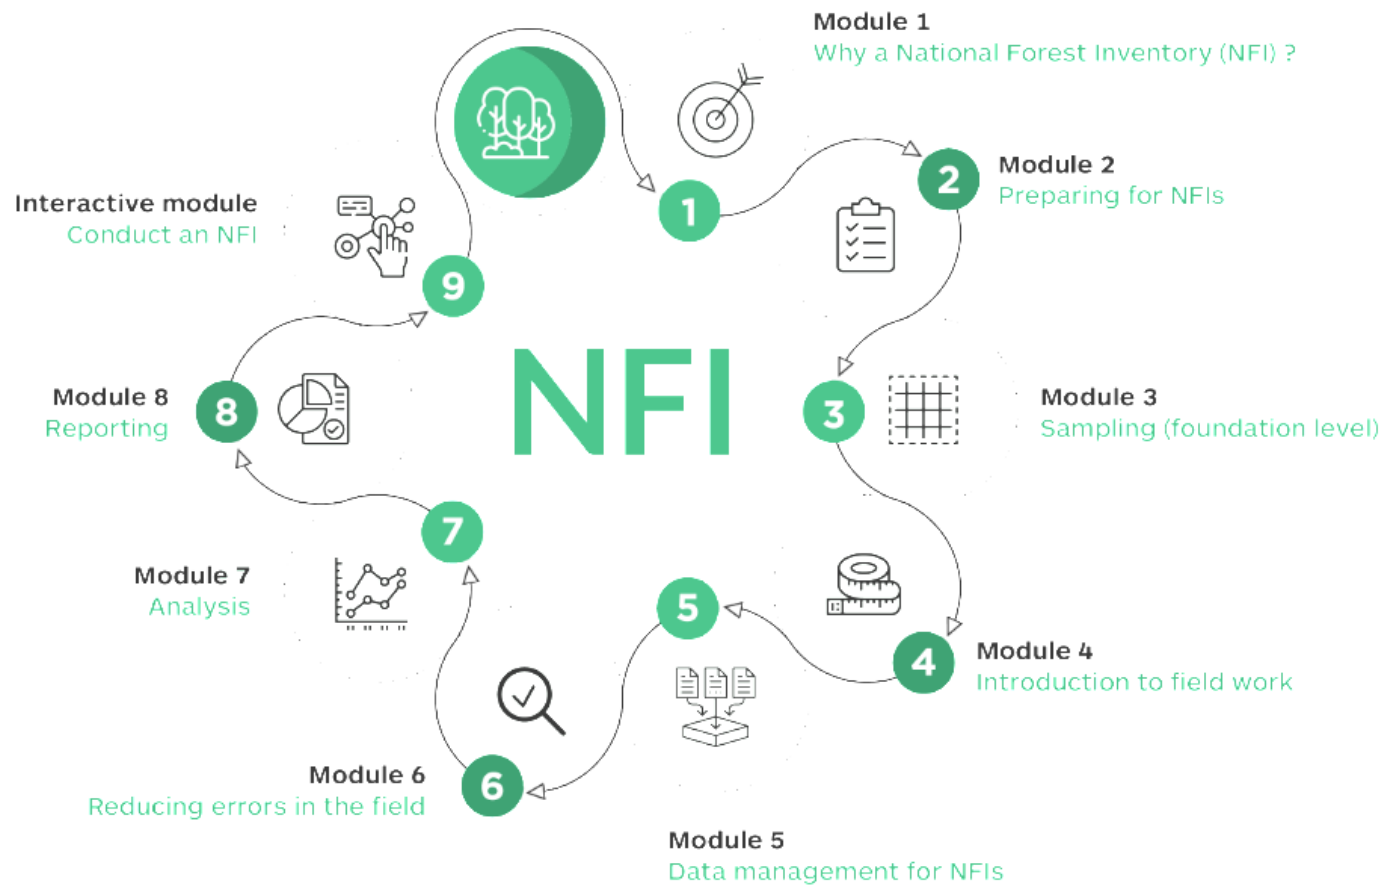 Module 1
Why a National Forest Inventory (NFI) ?
1
2
Module 2
Preparing for NFIs
3
Module 3
Sampling (foundation level)
4
Module 4
Introduction to field work
5
Module 5
Data management for NFIs
6
Module 6
Reducing errors in the field
7
Module 7
Analysis
8
Module 8
Reporting
9
Interactive module
Conduct an NFI
NFI